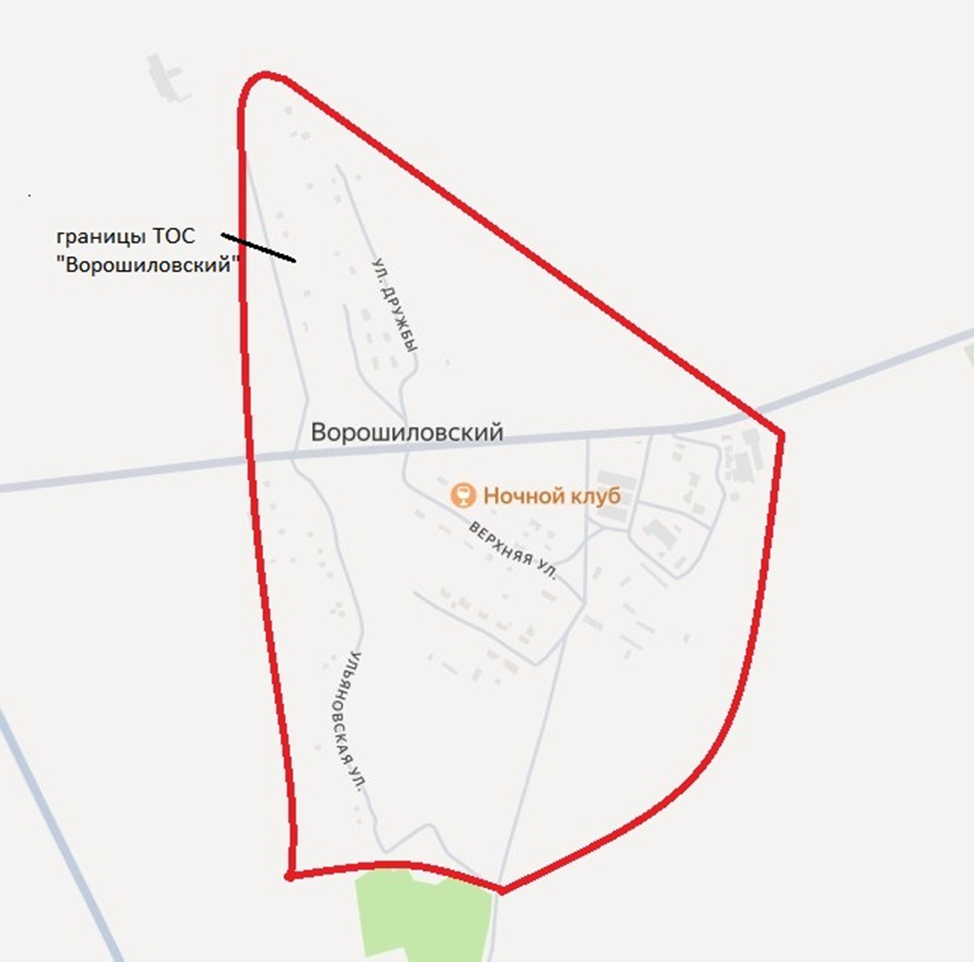 границы ТОС
"Ворошиловский"
УЛ. ДРУЖБЫ
Ворошиловский
Ночной клуб
ВЕРХНЯЯ УЛ.
УЛЬЯНОВСКАЯ УЛ.